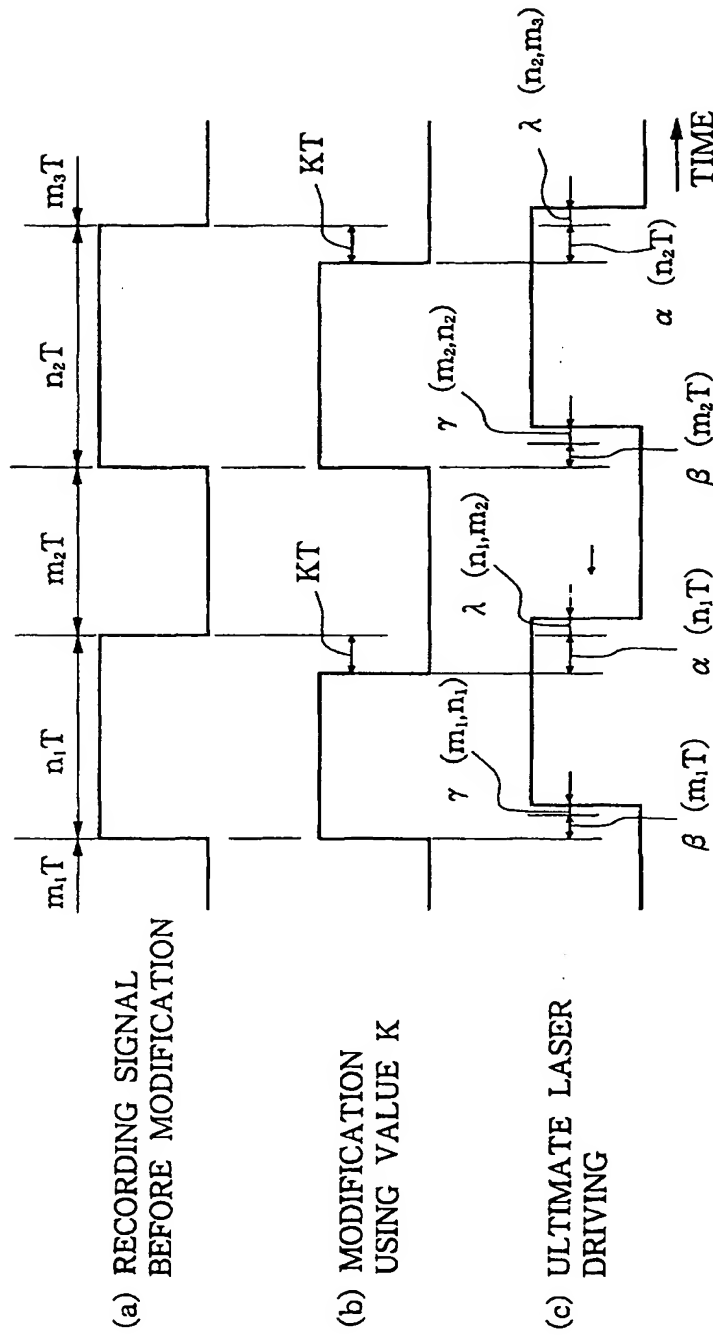 (a) RECORDING SIGNAL
BEFORE MODIFICATION
m₁T
n₁T
m₂T
n₂T
m₃T
(b) MODIFICATION
USING VALUE K
KT
KT
(c) ULTIMATE LASER
DRIVING
γ (m₁,n₁)
λ (n₁,m₂)
γ (m₂,n₂)
λ (n₂,m₃)
β (m₁T)
α (n₁T)
β (m₂T)
α (n₂T)
TIME